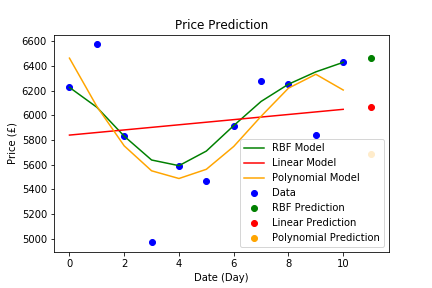 Price Prediction
6600
6400
6200
6000
5800
5600
5400
5200
5000
Price (£)
RBF Model
Linear Model
Polynomial Model
Data
RBF Prediction
Linear Prediction
Polynomial Prediction
0 2 4 6 8 10
Date (Day)